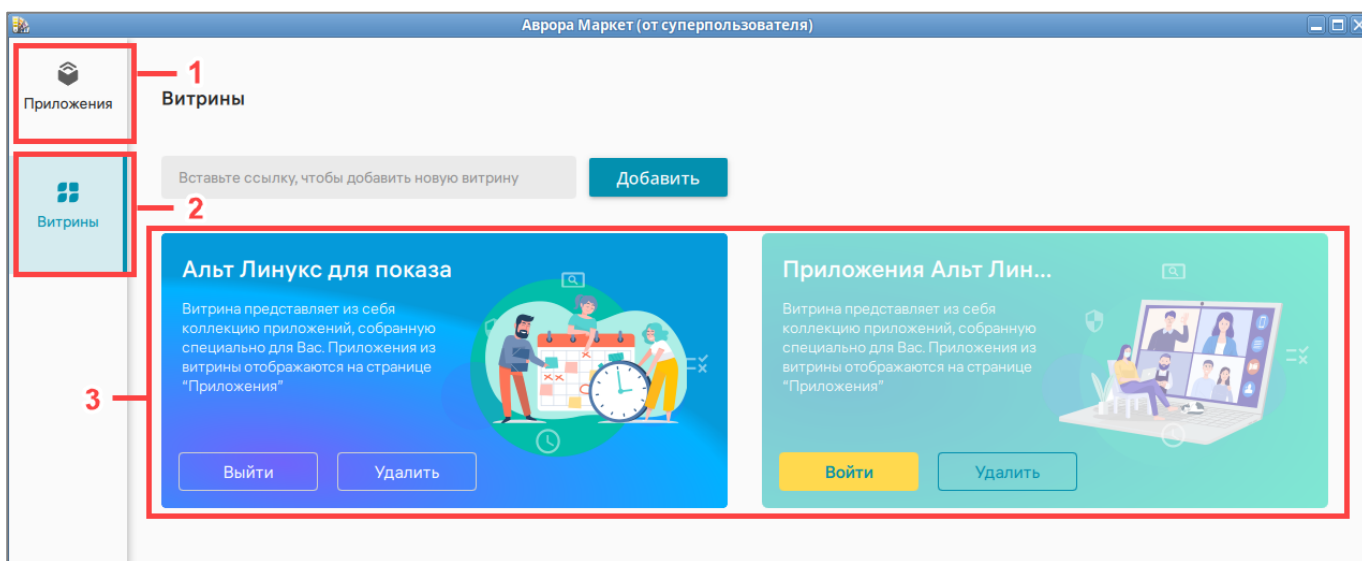 Аврора Маркет (от суперпользователя)
Приложения
1
Витрины
Вставьте ссылку, чтобы добавить новую витрину
Добавить
Витрины
2
3
Альт Линукс для показа
Витрина представляет из себя
коллекцию приложений, собранную
специально для Вас. Приложения из
витрины отображаются на странице
“Приложения”
Выйти
Удалить
Приложения Альт Лин...
Витрина представляет из себя
коллекцию приложений, собранную
специально для Вас. Приложения из
витрины отображаются на странице
“Приложения”
Войти
Удалить